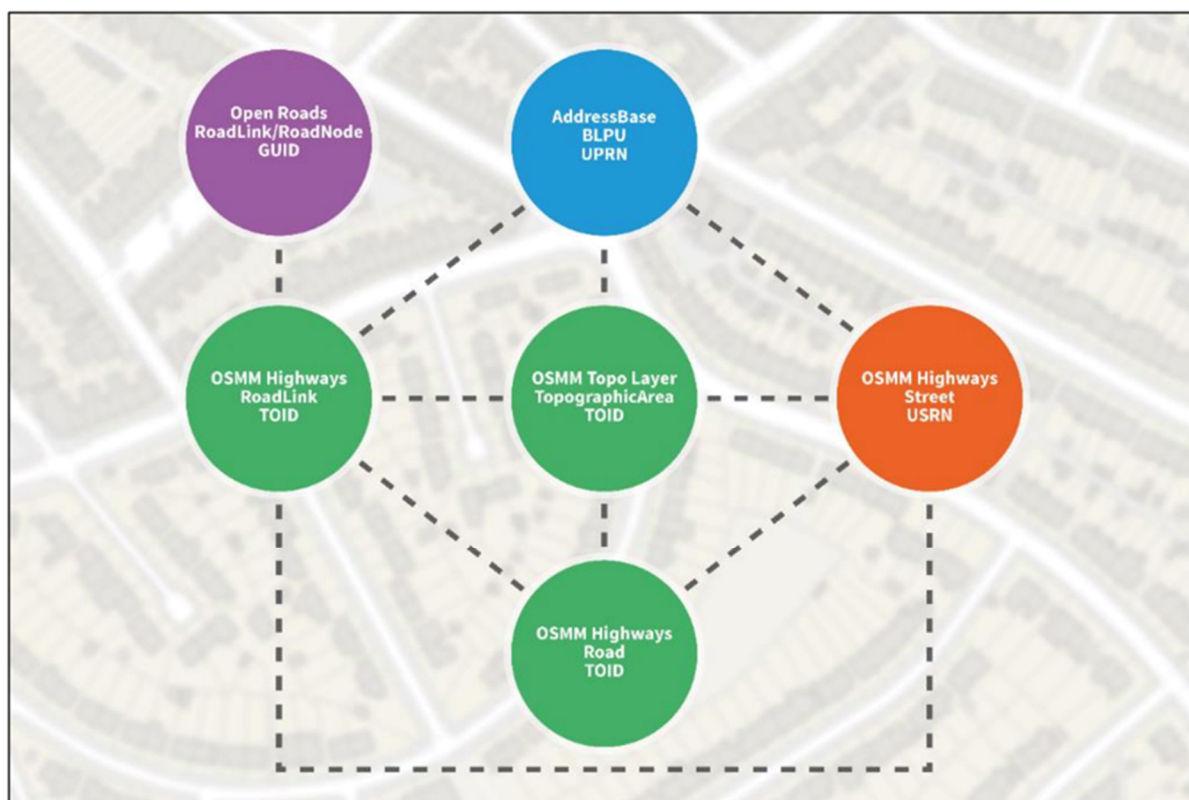 Open Roads
RoadLink/RoadNode
GUID
AddressBase
BLPU
UPRN
OSMM Highways
RoadLink
TOID
OSMM Topo Layer
TopographicArea
TOID
OSMM Highways
Street
USRN
OSMM Highways
Road
TOID